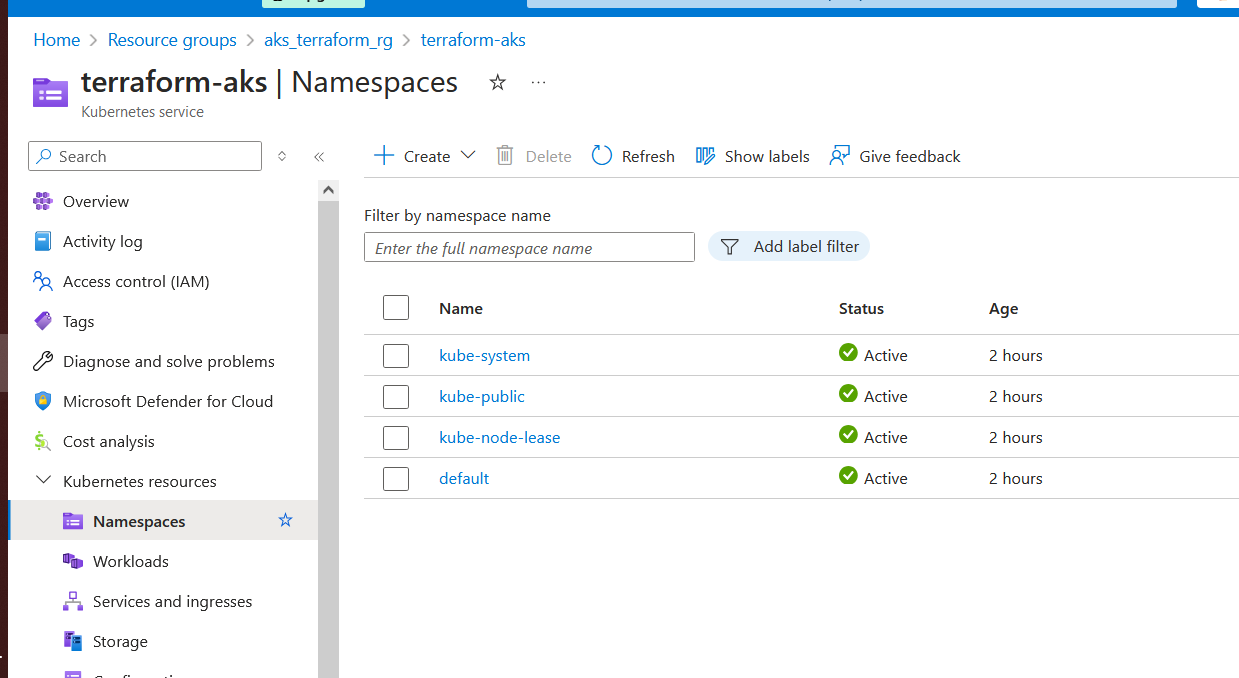 Home > Resource groups > aks_terraform_rg > terraform-aks
terraform-aks | Namespaces
Kubernetes service
Search
Create
Delete
Refresh
Show labels
Give feedback
Overview
Activity log
Access control (IAM)
Tags
Diagnose and solve problems
Microsoft Defender for Cloud
Cost analysis
Kubernetes resources
Namespaces
Workloads
Services and ingresses
Storage
Filter by namespace name
Enter the full namespace name
Add label filter
Name Status Age
kube-system Active 2 hours
kube-public Active 2 hours
kube-node-lease Active 2 hours
default Active 2 hours